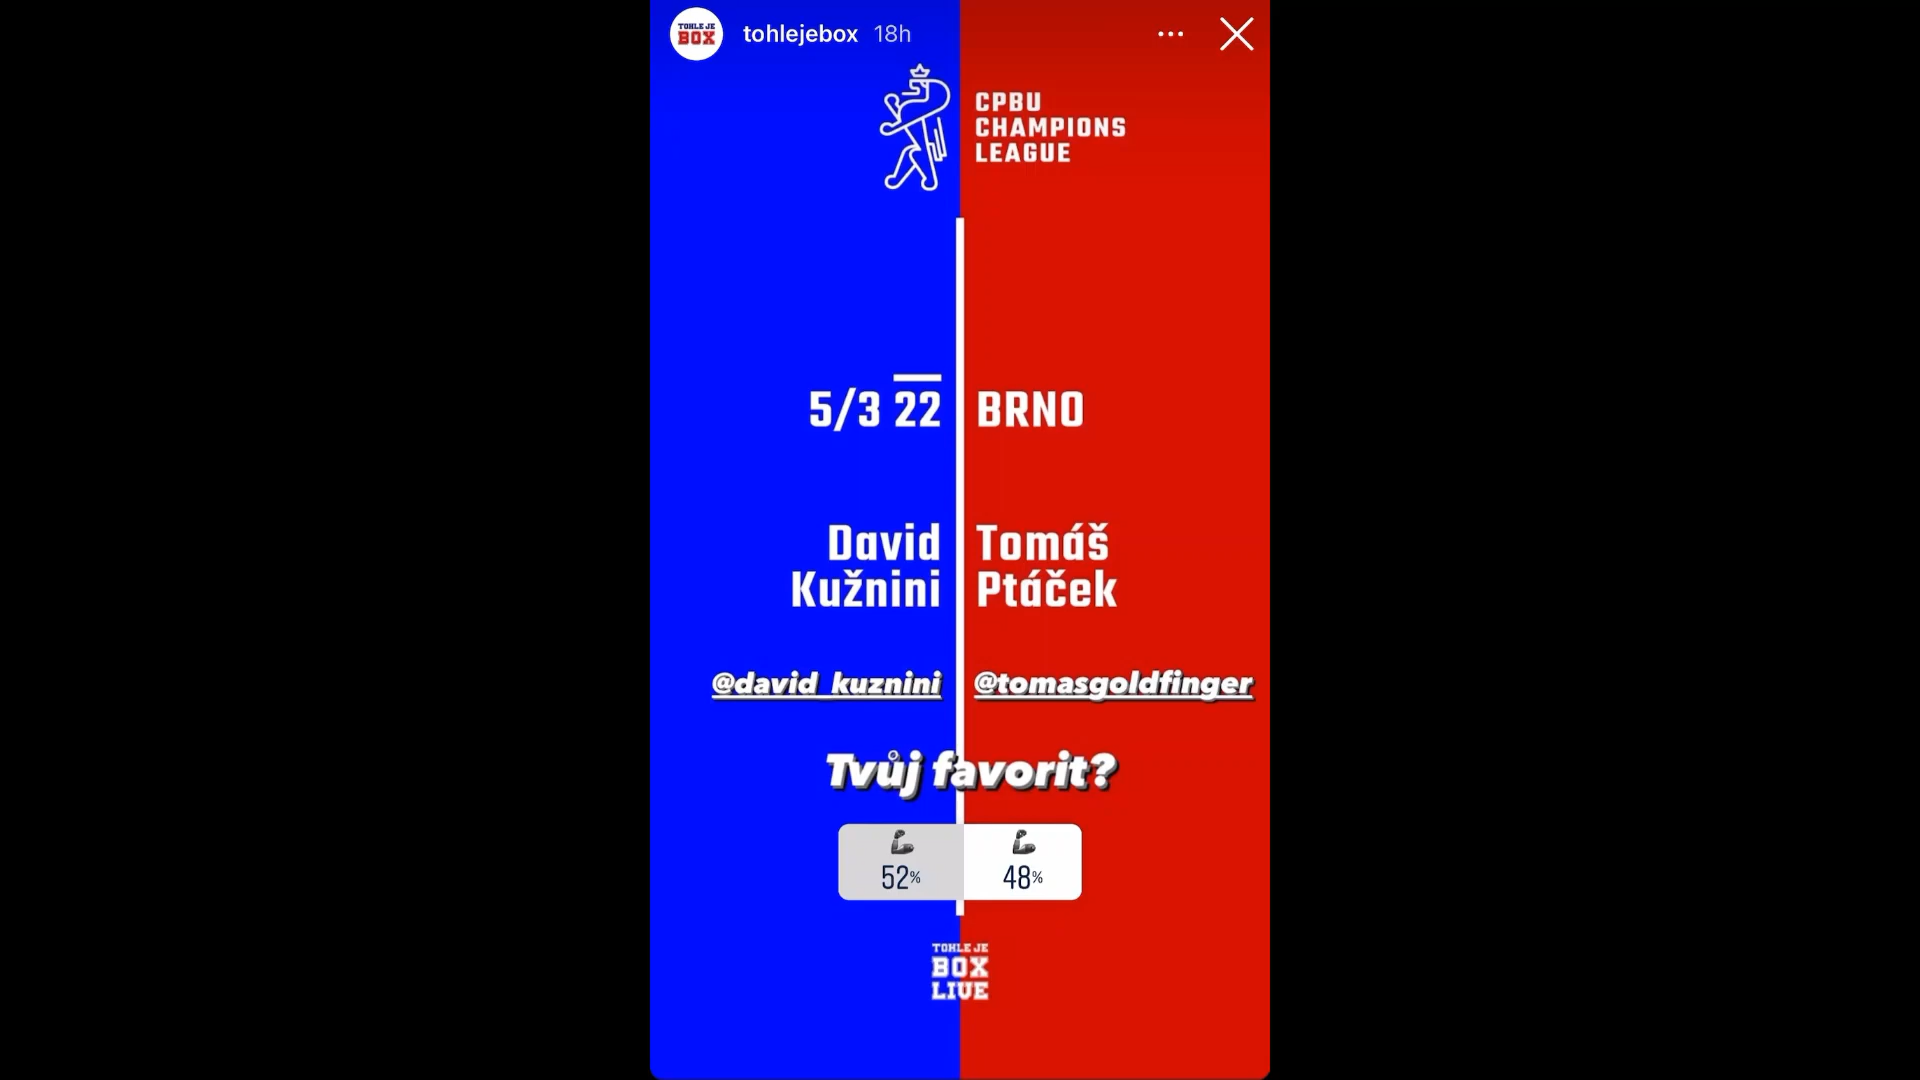 TOHLE JE
BOX
tohlejebox 18h
CPBU
CHAMPIONS
LEAGUE
5/3 22 BRNO
David
Kužnini
Tomáš
Ptáček
@david_kuznini @tomasgoldfinger
Tvůj favorit?
52% 48%
TOHLE JE
BOX
LIVE